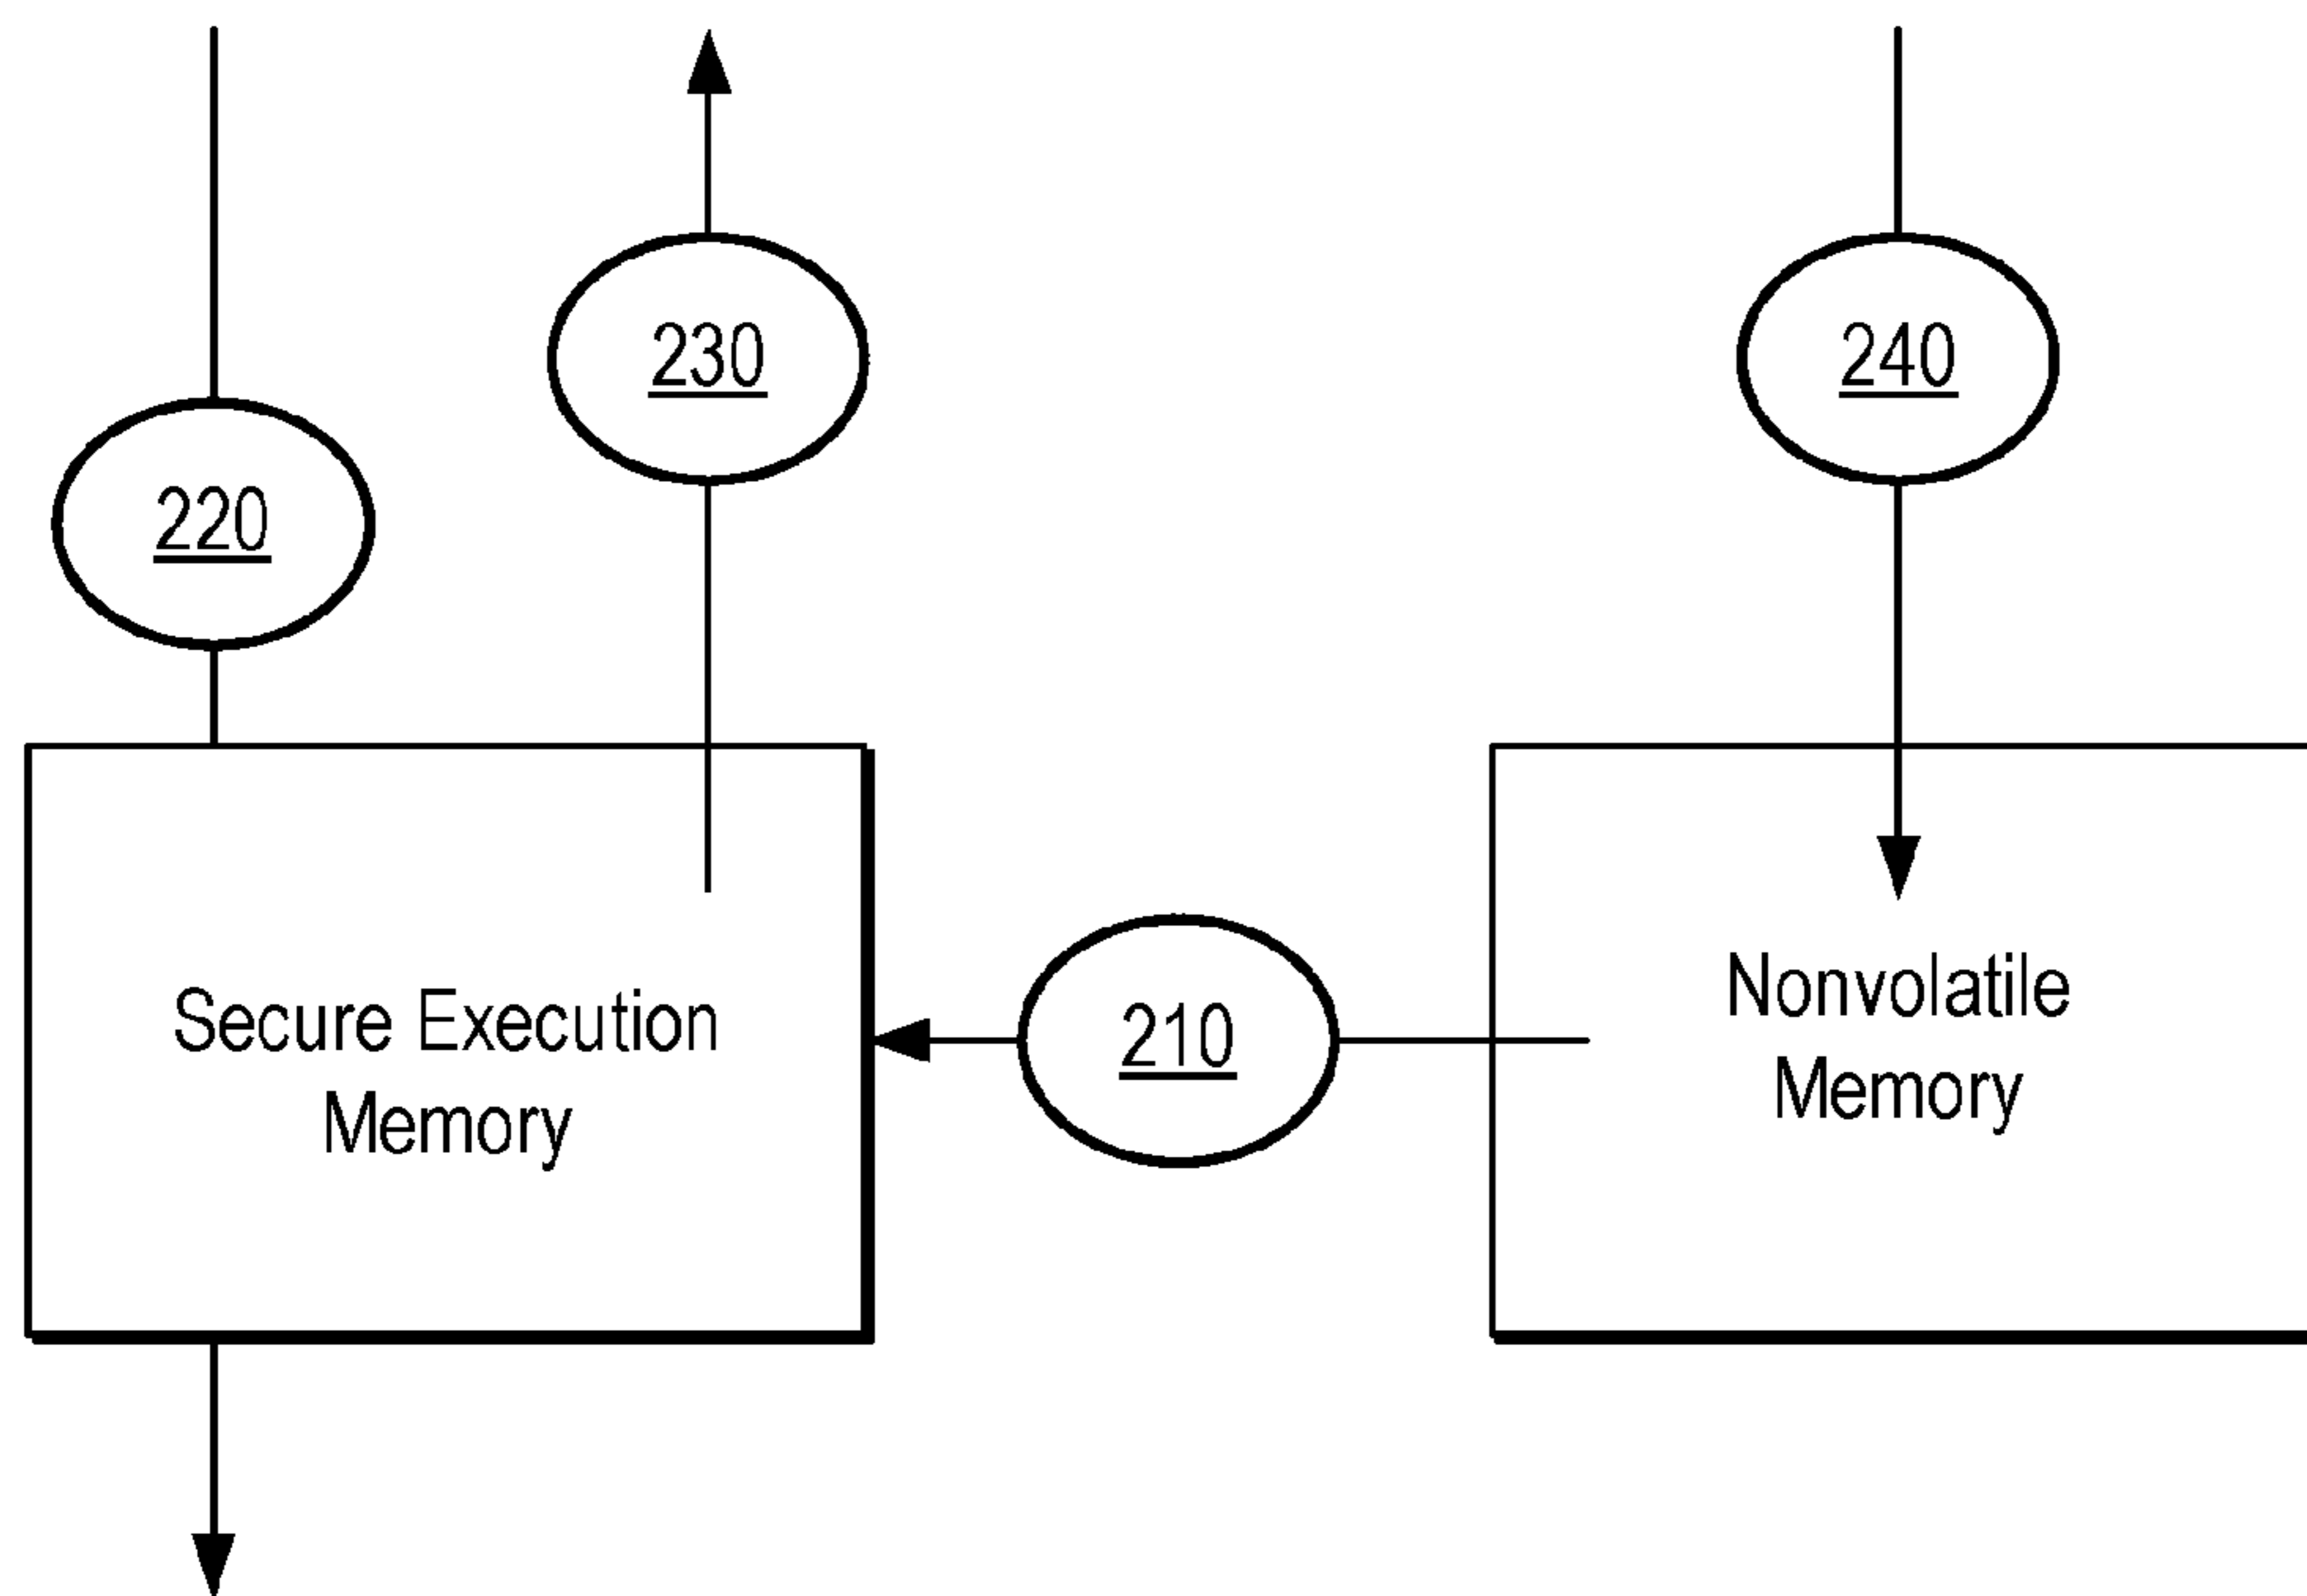 230
240
220
Nonvolatile
Memory
Secure Execution
Memory
210